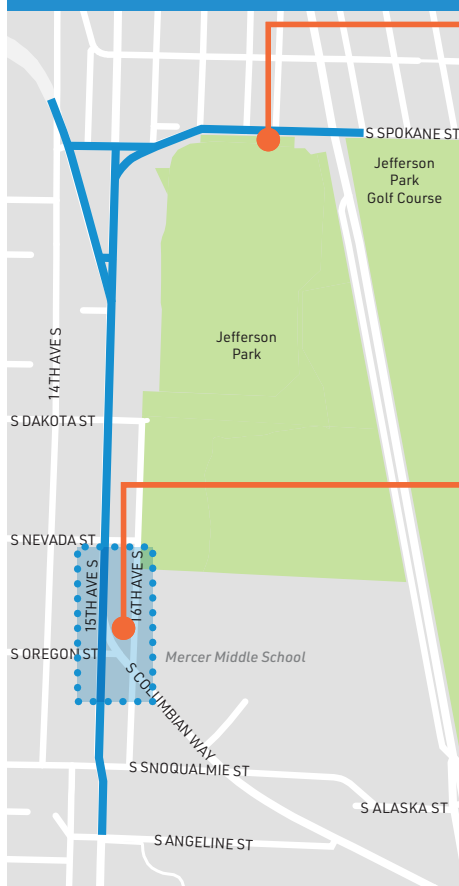 S SPOKANE ST
Jefferson
Park
Golf Course
Jefferson
Park
14TH AVE S
S DAKOTA ST
S NEVADA ST
15TH AVE S
16TH AVE S
S OREGON ST
Mercer Middle School
S COLUMBIAN WAY
S SNOQUALMIE ST
S ALASKA ST
S ANGELINE ST